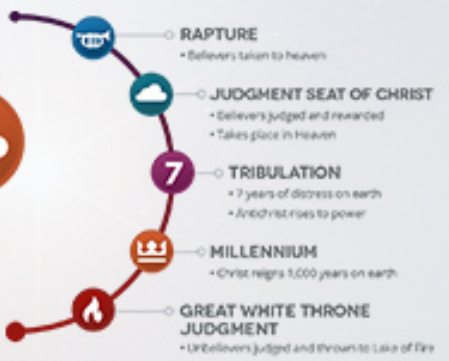 RAPTURE
• Believers taken to heaven
JUDGMENT SEAT OF CHRIST
• Believers judged and rewarded
• Takes place in Heaven
7
TRIBULATION
• 7 years of distress on earth
• Antichrist rises to power
MILLENNIUM
• Christ reigns 1,000 years on earth
GREAT WHITE THRONE
JUDGMENT
• Unbelievers judged and thrown to Lake of Fire